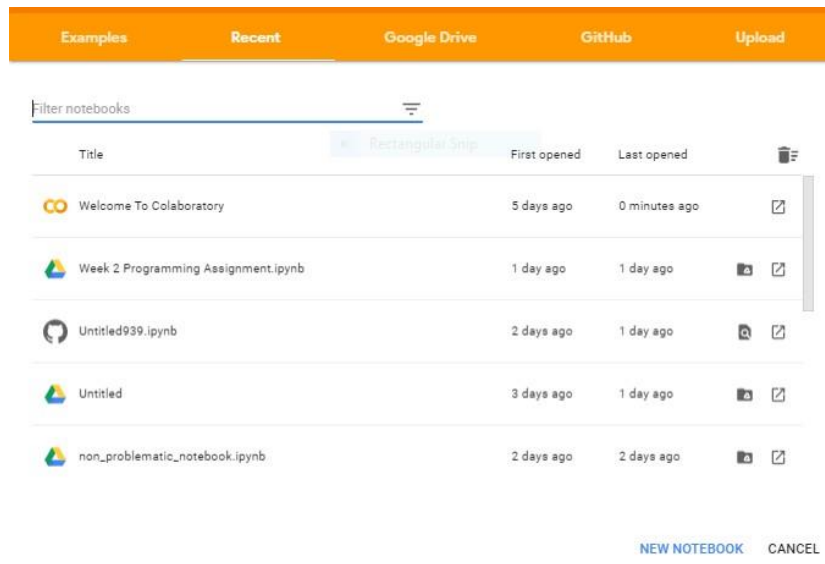 Examples Recent Google Drive GitHub Upload
Filter notebooks
Rectangular Snip
Title First opened Last opened
Welcome To Colaboratory 5 days ago 0 minutes ago
Week 2 Programming Assignment.ipynb 1 day ago 1 day ago
Untitled939.ipynb 2 days ago 1 day ago
Untitled 3 days ago 1 day ago
non_problematic_notebook.ipynb 2 days ago 2 days ago
NEW NOTEBOOK CANCEL